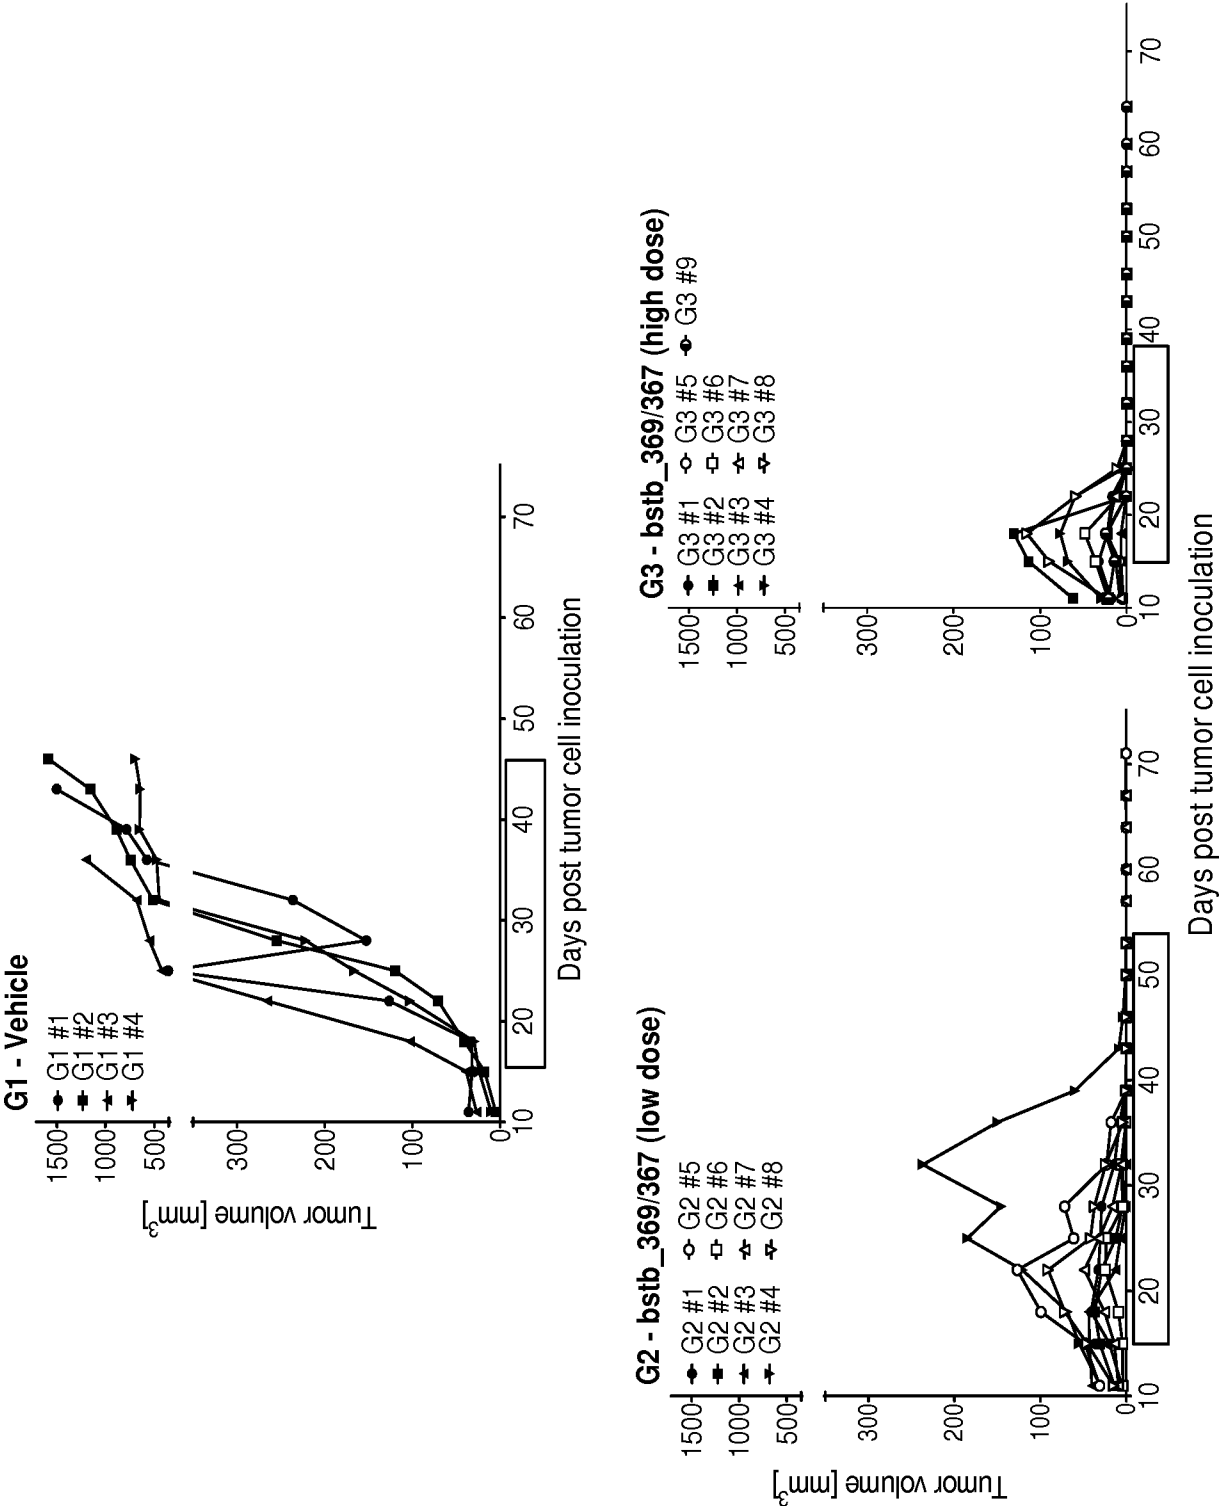 G1 - Vehicle
G1 #1
G1 #2
G1 #3
G1 #4
Tumor volume [mm³]
1500
1000
500
300
200
100
0
10 20 30 40 50 60 70
Days post tumor cell inoculation
G2 - bstb_369/367 (low dose)
G2 #1 G2 #5
G2 #2 G2 #6
G2 #3 G2 #7
G2 #4 G2 #8
Tumor volume [mm³]
1500
1000
500
300
200
100
0
10 20 30 40 50 60 70
G3 - bstb_369/367 (high dose)
G3 #1 G3 #5 G3 #9
G3 #2 G3 #6
G3 #3 G3 #7
G3 #4 G3 #8
1500
1000
500
300
200
100
0
10 20 30 40 50 60 70
Days post tumor cell inoculation